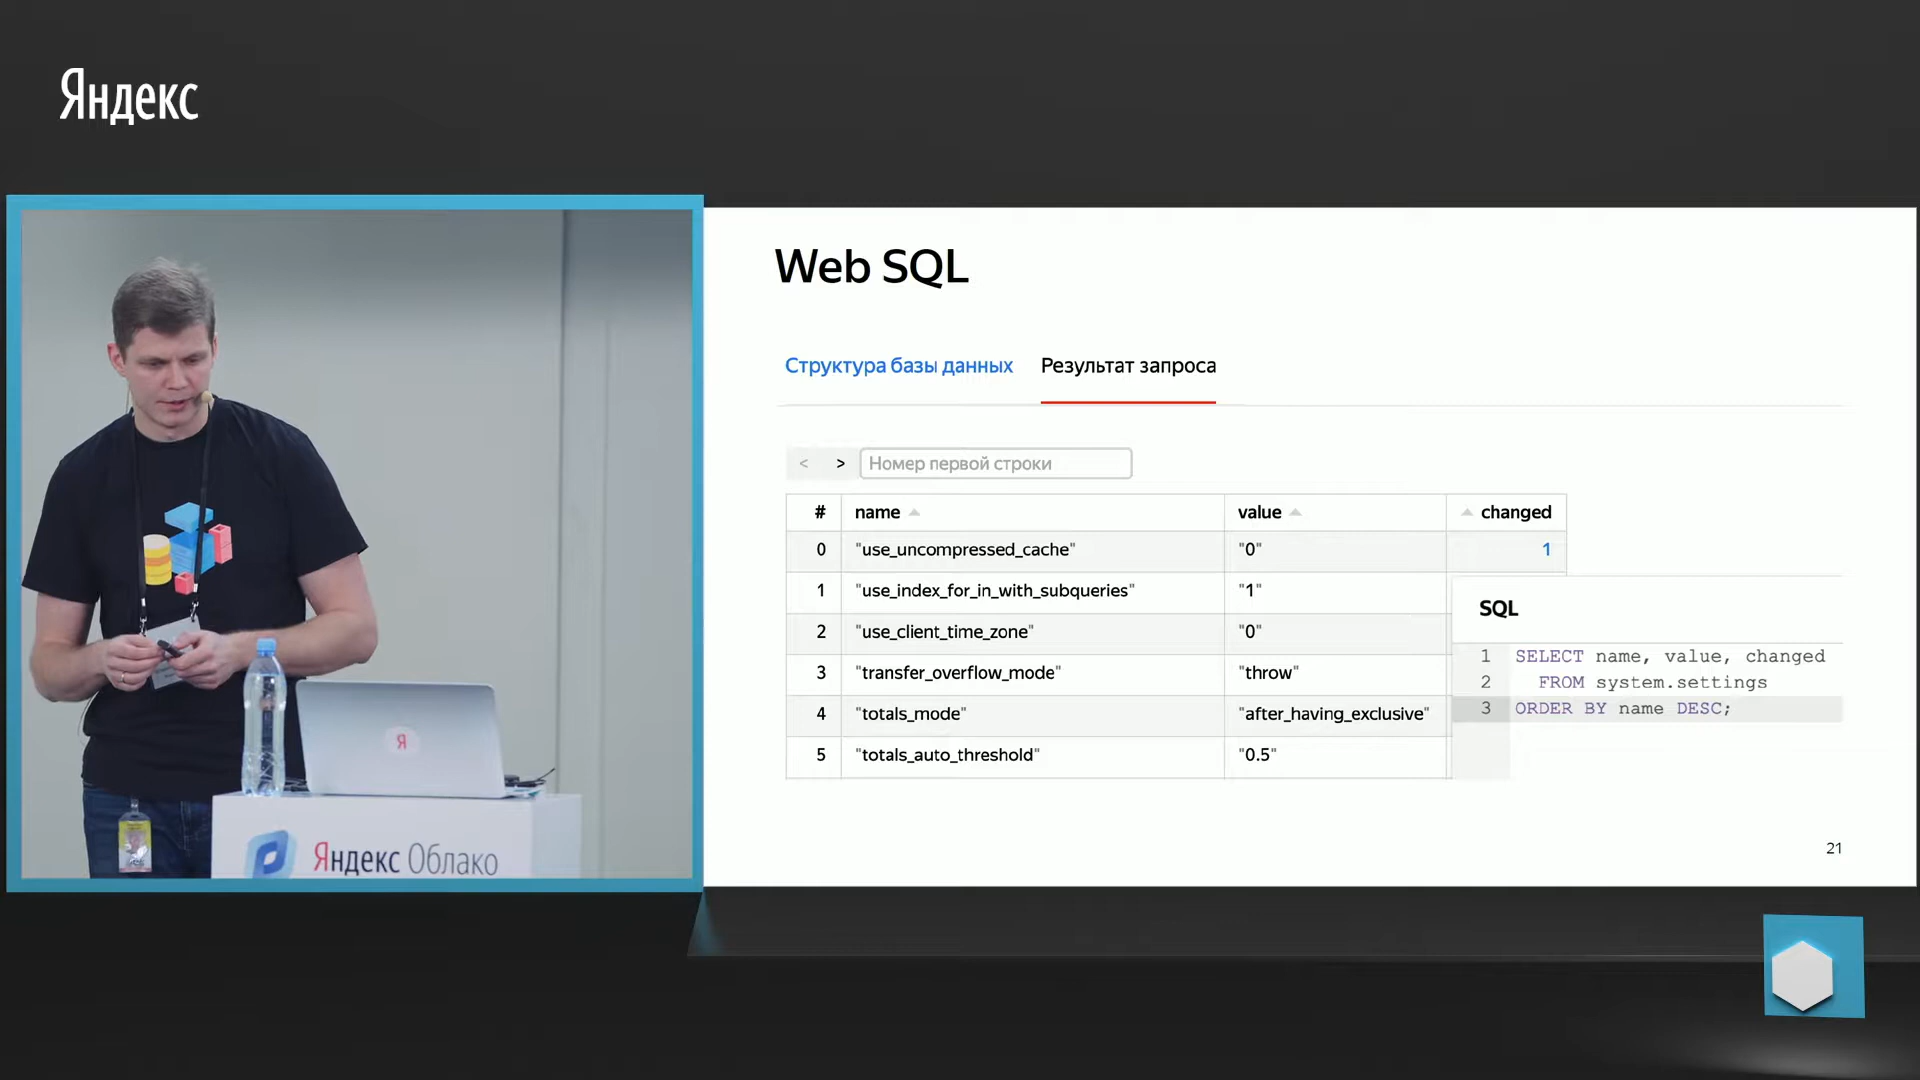 Яндекс
Web SQL
Структура базы данных Результат запроса
< > Номер первой строки
# name value changed
0 "use_uncompressed_cache" "0" 1
1 "use_index_for_in_with_subqueries" "1"
2 "use_client_time_zone" "0"
3 "transfer_overflow_mode" "throw"
4 "totals_mode" "after_having_exclusive"
5 "totals_auto_threshold" "0.5"
SQL
1 SELECT name, value, changed
2 FROM system.settings
3 ORDER BY name DESC;
21
Я
Яндекс Облако